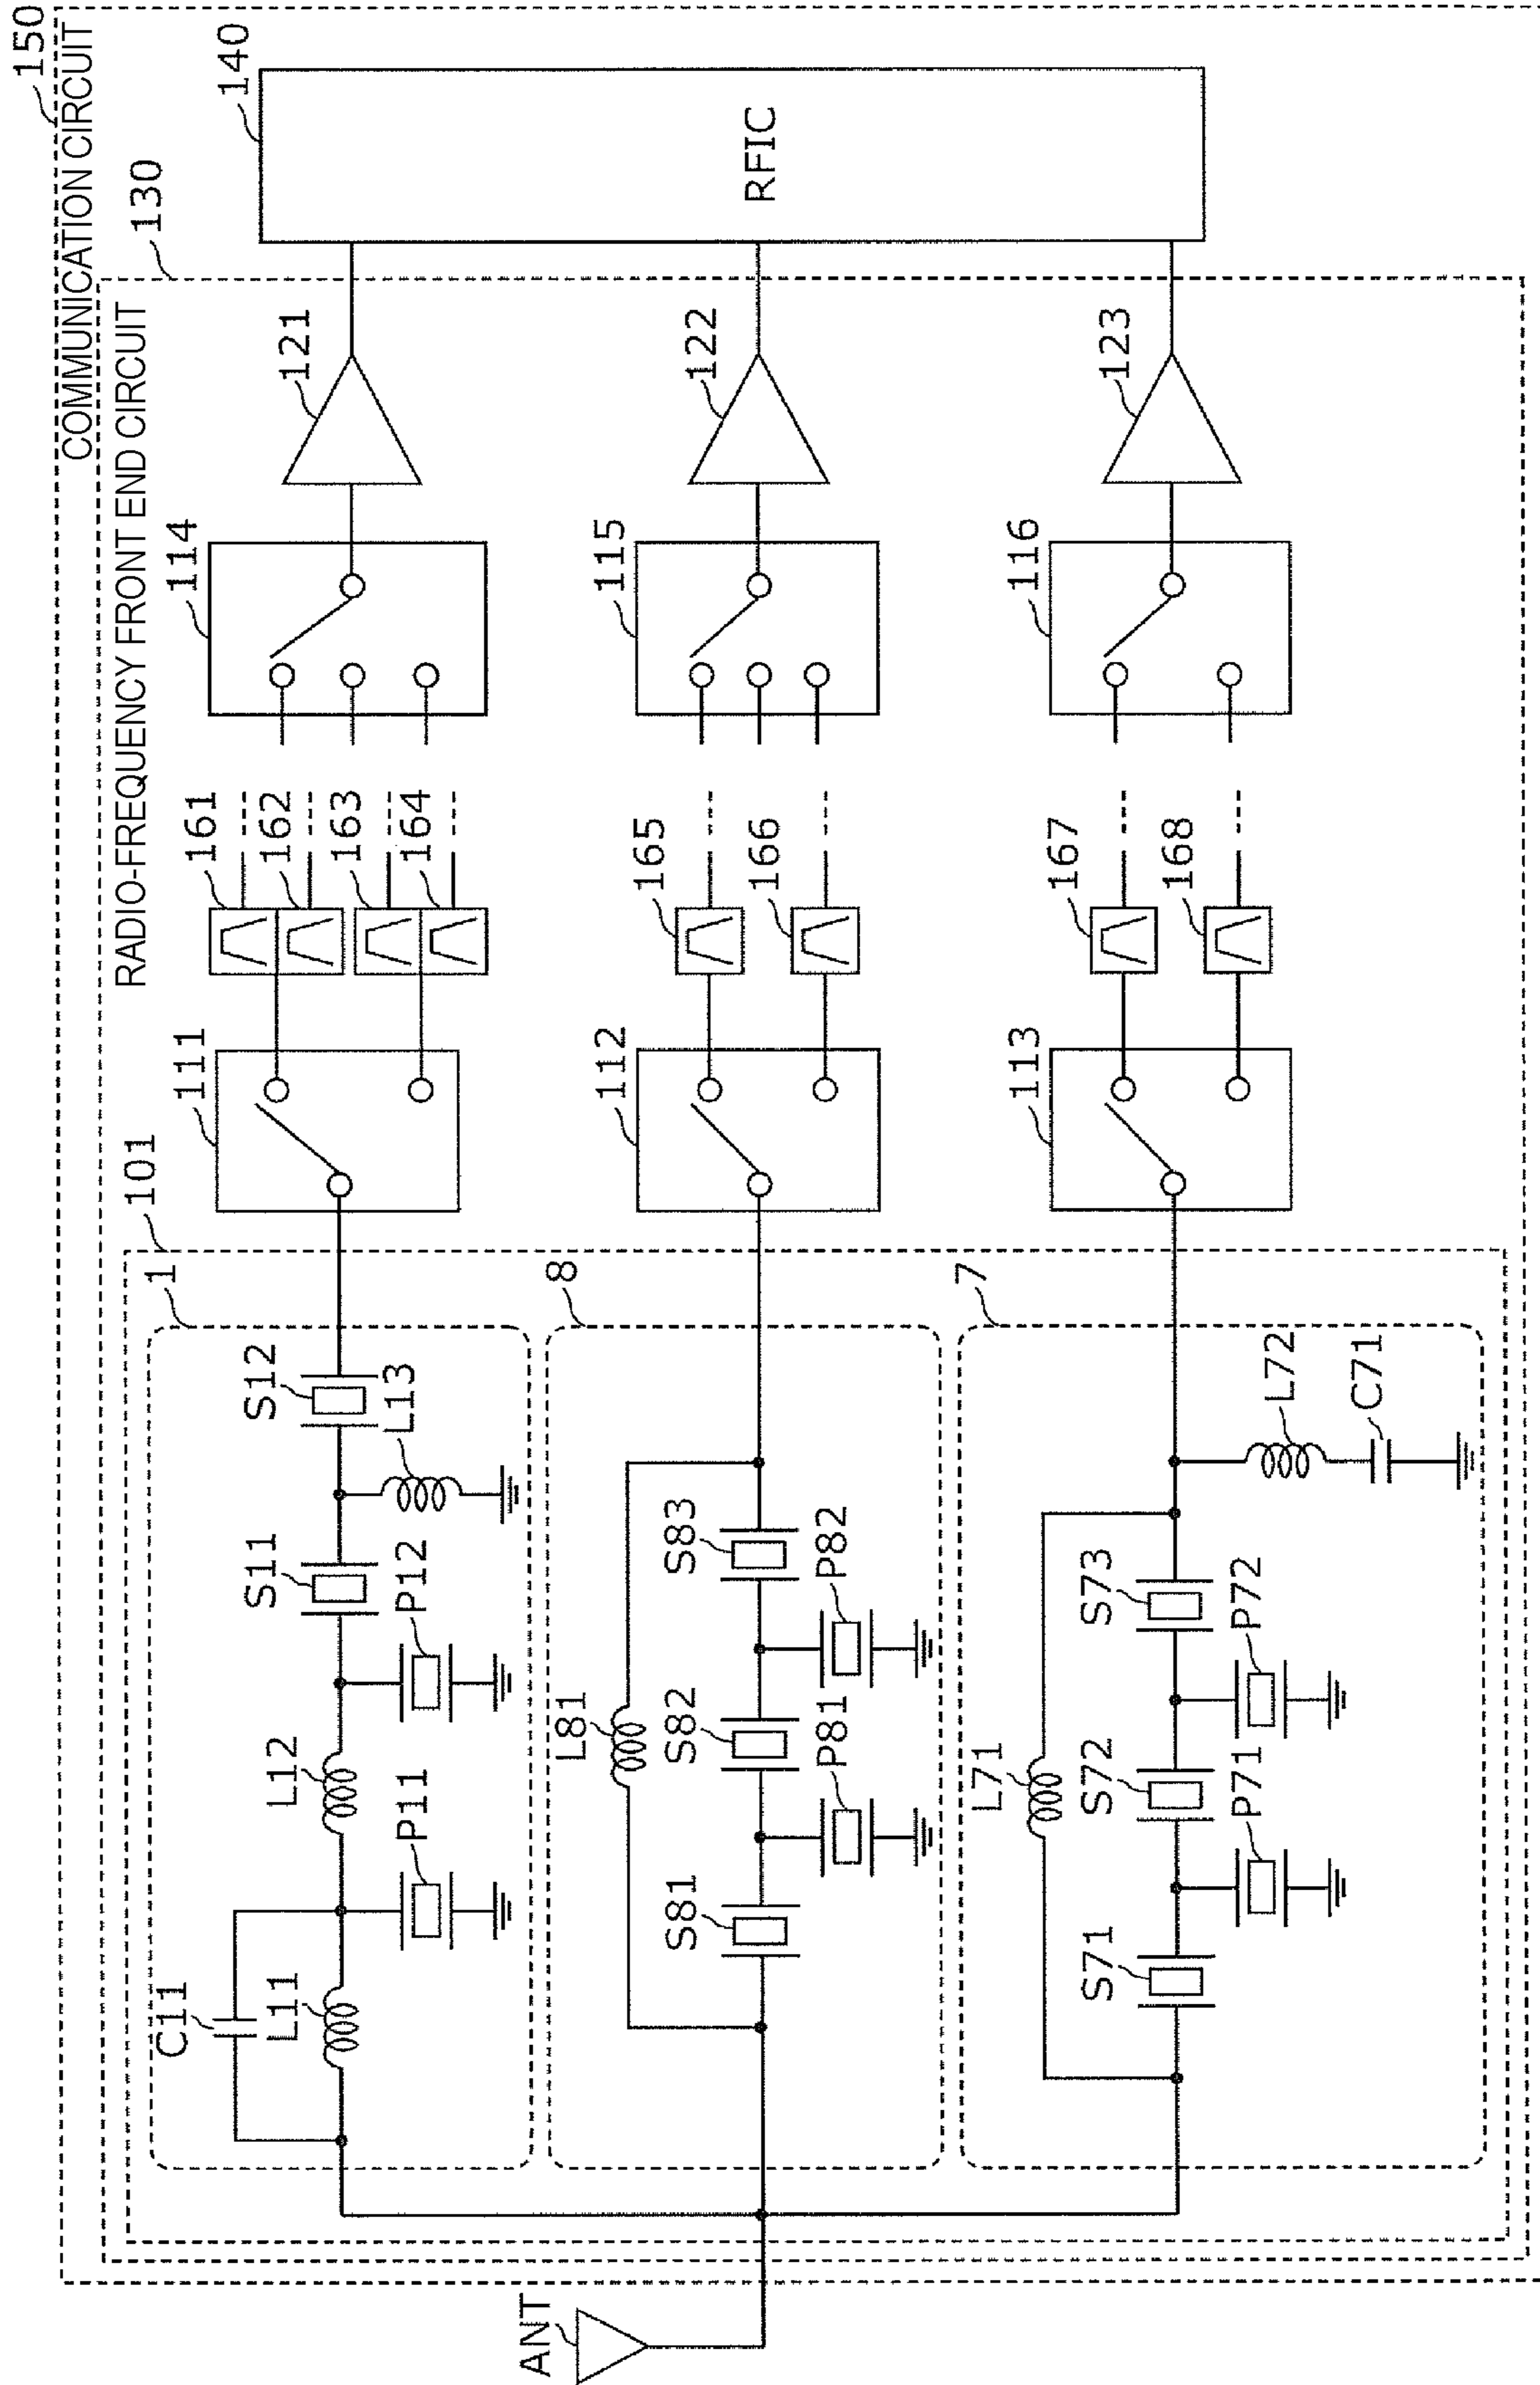 150
COMMUNICATION CIRCUIT
130
RADIO-FREQUENCY FRONT END CIRCUIT
140
RFIC
101
1
C11
L11
P11
L12
P12
S11
L13
S12
111
161
162
163
164
114
121
8
L81
S81
P81
S82
P82
S83
112
165
166
115
122
7
L71
S71
P71
S72
P72
S73
L72
C71
113
167
168
116
123
ANT